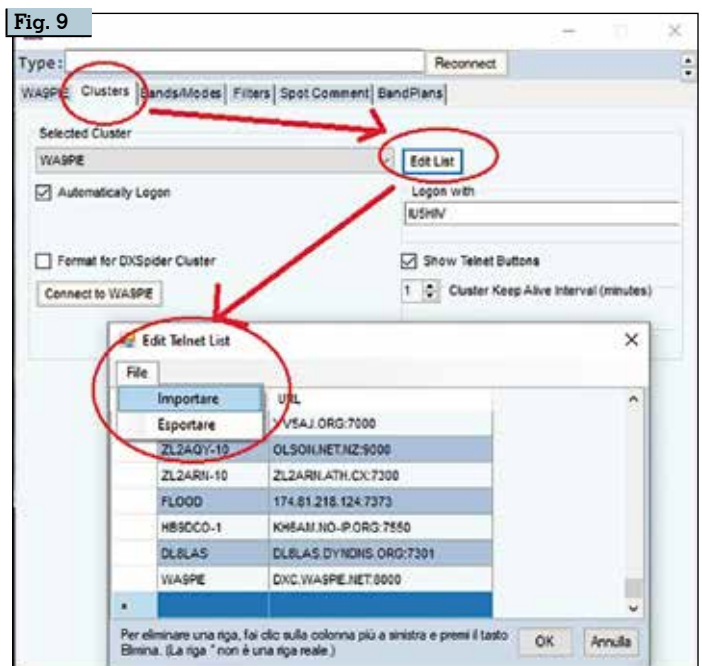 Fig. 9
Type:
Reconnect
WA9PIE Clusters Bands/Modes Filters Spot Comment BandPlans
Selected Cluster
WA9PIE
Edit List
Automatically Logon
Logon with
IU5HIV
Format for DXSpider Cluster
Show Telnet Buttons
Connect to WA9PIE
1 Cluster Keep Alive Interval (minutes)
Edit Telnet List
File
Importare
URL
Esportare
V5AJ.ORG:7000
ZL2AQY-10 OLSON.NET.NZ:9000
ZL2ARN-10 ZL2ARN.ATH.CX:7300
FLOOD 174.81.218.124:7373
HB9DCO-1 KH6AM.NO-IP.ORG:7550
DL8LAS DL8LAS.DYNDNS.ORG:7301
WA9PIE DXC.WA9PIE.NET:8000
*
Per eliminare una riga, fai clic sulla colonna più a sinistra e premi il tasto
Elimina. (La riga * non è una riga reale.)
OK Annulla